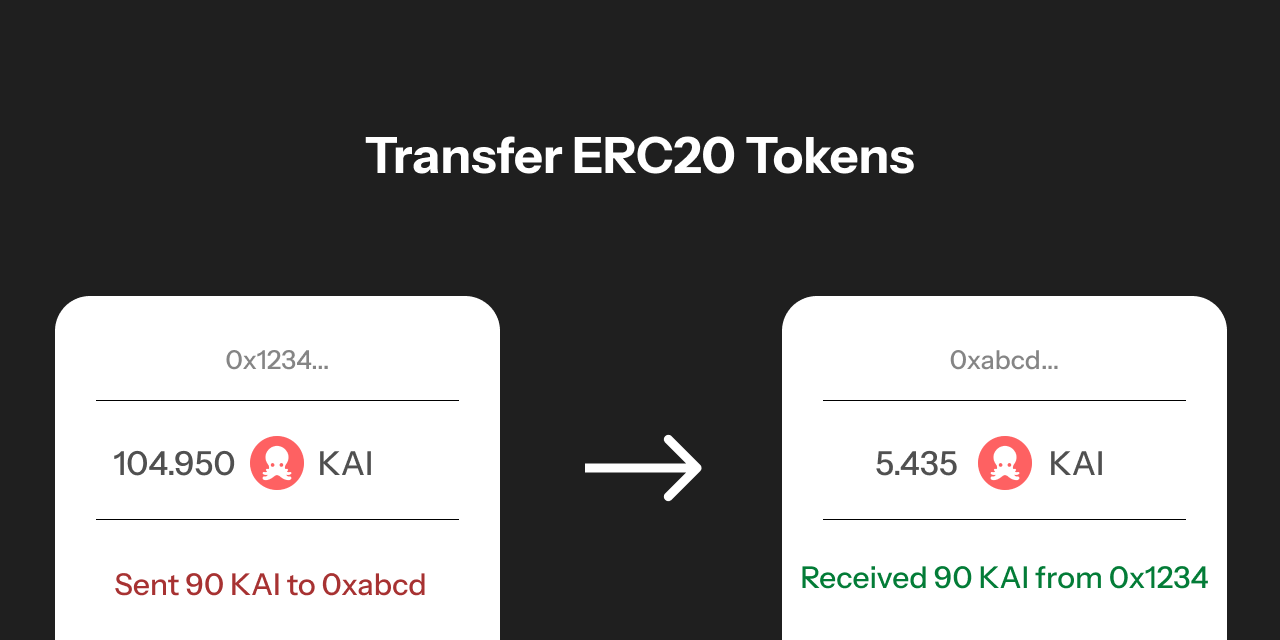 Transfer ERC20 Tokens
0x1234...
104.950 KAI
Sent 90 KAI to 0xabcd
0xabcd...
5.435 KAI
Received 90 KAI from 0x1234